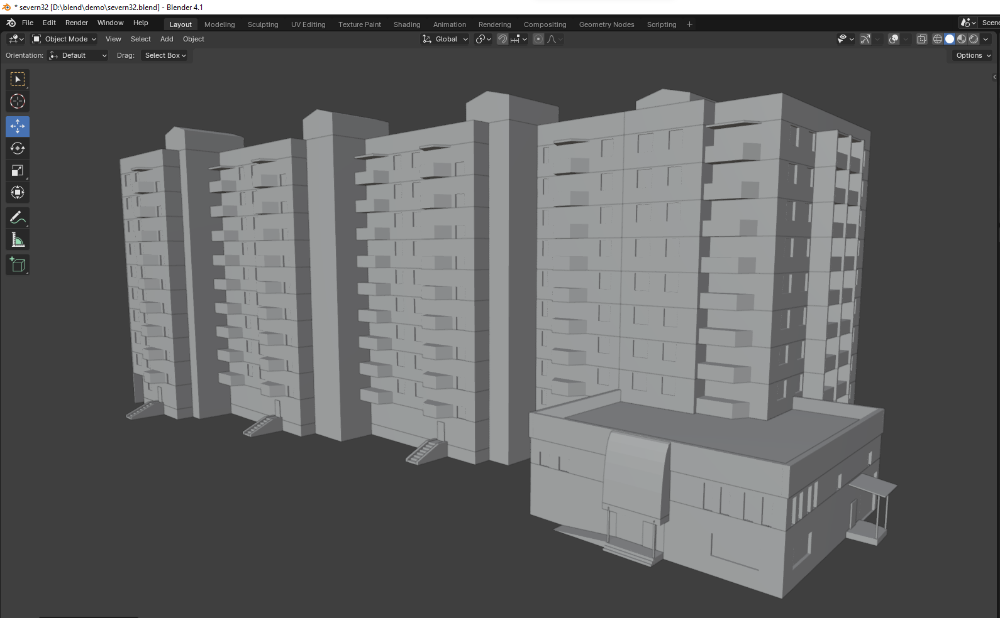 * severn32 [D:\blend\demo\severn32.blend] - Blender 4.1
File Edit Render Window Help Layout Modeling Sculpting UV Editing Texture Paint Shading Animation Rendering Compositing Geometry Nodes Scripting + Scene
Object Mode View Select Add Object Global
Orientation: Default Drag: Select Box Options